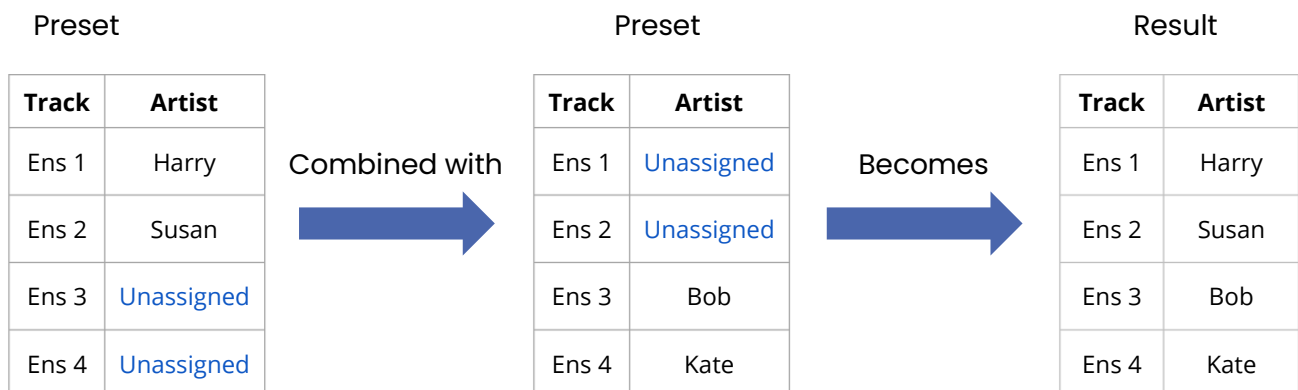 Preset
Preset
Result
Track Artist
Ens 1 Harry
Ens 2 Susan
Ens 3 Unassigned
Ens 4 Unassigned
Combined with
Track Artist
Ens 1 Unassigned
Ens 2 Unassigned
Ens 3 Bob
Ens 4 Kate
Becomes
Track Artist
Ens 1 Harry
Ens 2 Susan
Ens 3 Bob
Ens 4 Kate